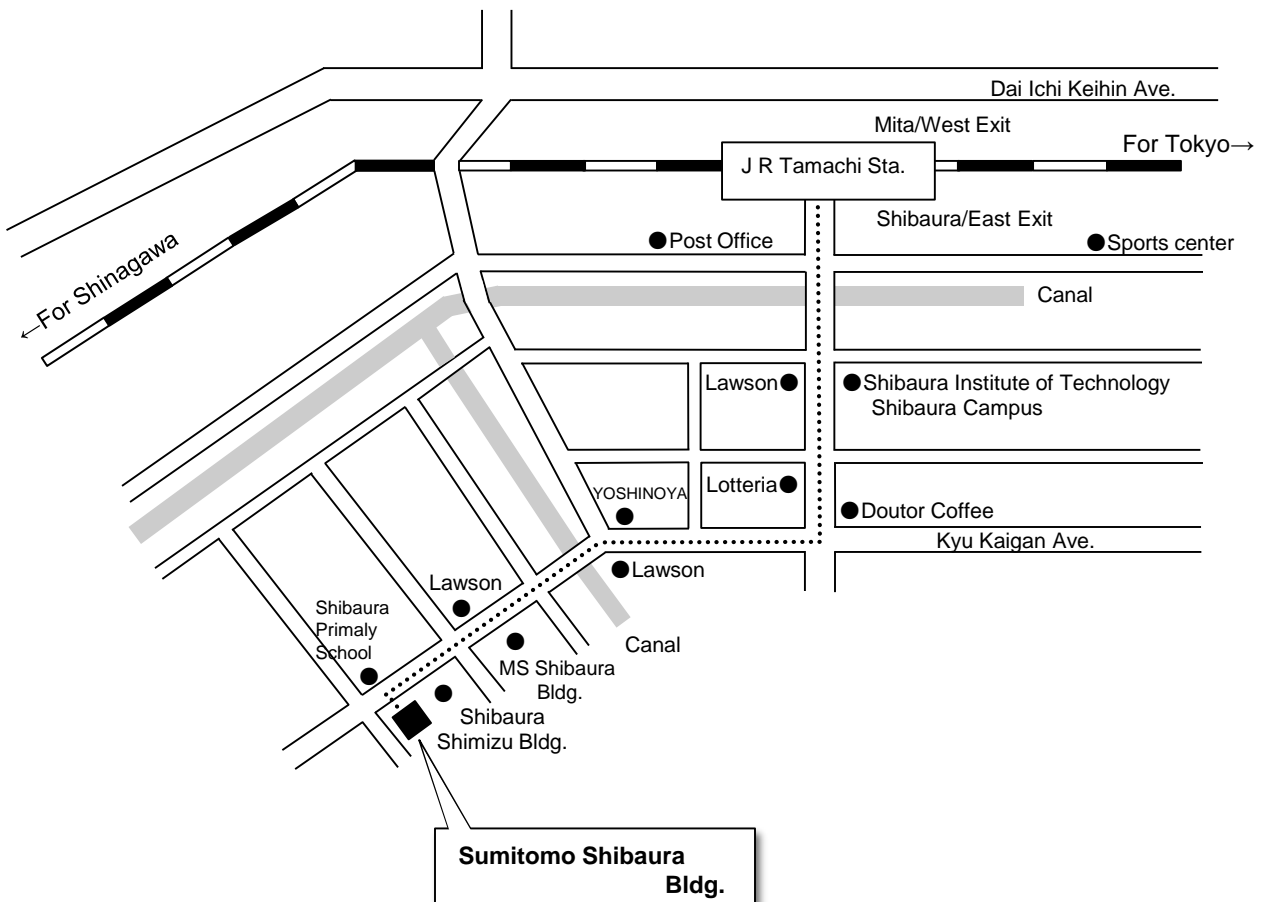 Dai Ichi Keihin Ave.
Mita/West Exit
For Tokyo→
J R Tamachi Sta.
Shibaura/East Exit
Post Office
Sports center
←For Shinagawa
Canal
Lawson
Shibaura Institute of Technology
Shibaura Campus
YOSHINOYA
Lotteria
Doutor Coffee
Kyu Kaigan Ave.
Lawson
Lawson
Shibaura
Primaly
School
Canal
MS Shibaura
Bldg.
Shibaura
Shimizu Bldg.
Sumitomo Shibaura
Bldg.